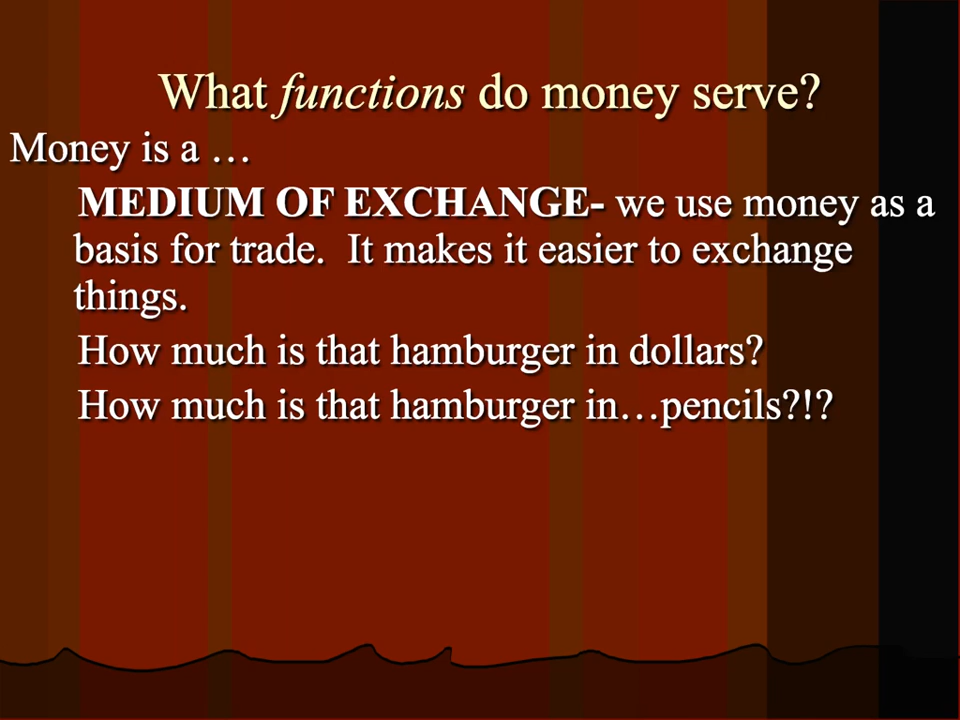 What functions do money serve?
Money is a …
MEDIUM OF EXCHANGE- we use money as a
basis for trade.  It makes it easier to exchange
things.
How much is that hamburger in dollars?
How much is that hamburger in…pencils?!?